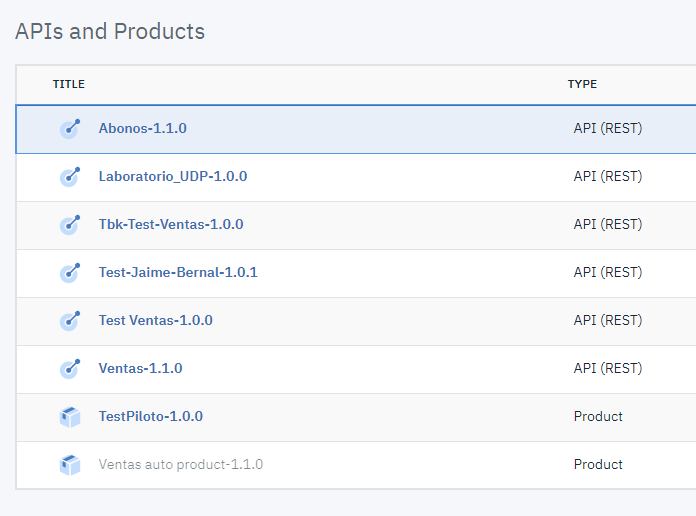 APIs and Products
TITLE TYPE
Abonos-1.1.0 API (REST)
Laboratorio_UDP-1.0.0 API (REST)
Tbk-Test-Ventas-1.0.0 API (REST)
Test-Jaime-Bernal-1.0.1 API (REST)
Test Ventas-1.0.0 API (REST)
Ventas-1.1.0 API (REST)
TestPiloto-1.0.0 Product
Ventas auto product-1.1.0 Product